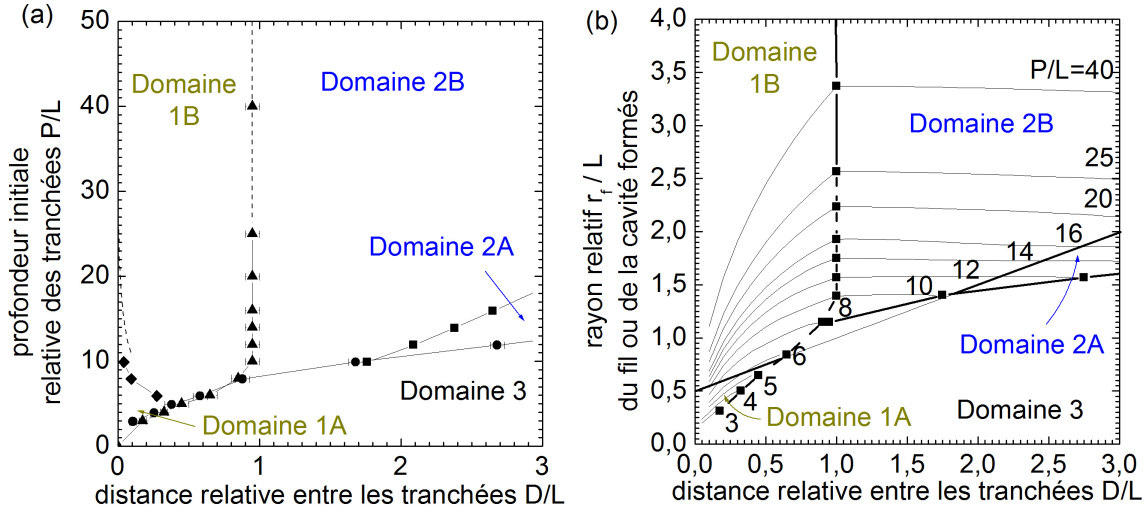 (a)
profondeur initiale
relative des tranchées P/L
50
40
30
20
10
0
Domaine
1B
Domaine 2B
Domaine 2A
Domaine 3
Domaine 1A
0
1
2
3
distance relative entre les tranchées D/L
(b)
rayon relatif rf / L
du fil ou de la cavité formés
4,0
3,5
3,0
2,5
2,0
1,5
1,0
0,5
0,0
Domaine
1B
P/L=40
Domaine 2B
25
20
16
14
12
10
8
6
5
4
3
Domaine 2A
Domaine 1A
Domaine 3
0,0
0,5
1,0
1,5
2,0
2,5
3,0
distance relative entre les tranchées D/L